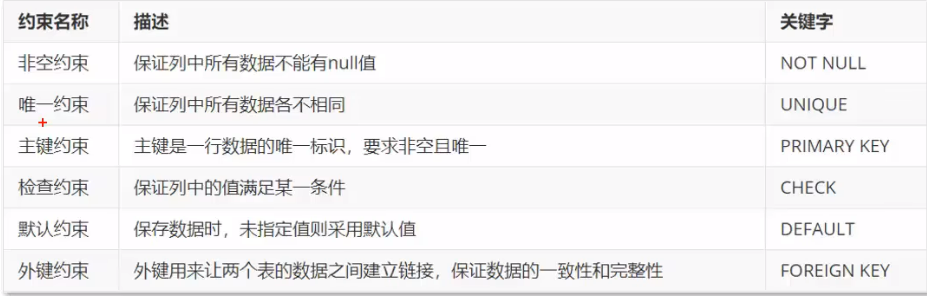 约束名称 描述 关键字
非空约束 保证列中所有数据不能有null值 NOT NULL
唯一约束 保证列中所有数据各不相同 UNIQUE
主键约束 主键是一行数据的唯一标识，要求非空且唯一 PRIMARY KEY
检查约束 保证列中的值满足某一条件 CHECK
默认约束 保存数据时，未指定值则采用默认值 DEFAULT
外键约束 外键用来让两个表的数据之间建立链接，保证数据的一致性和完整性 FOREIGN KEY